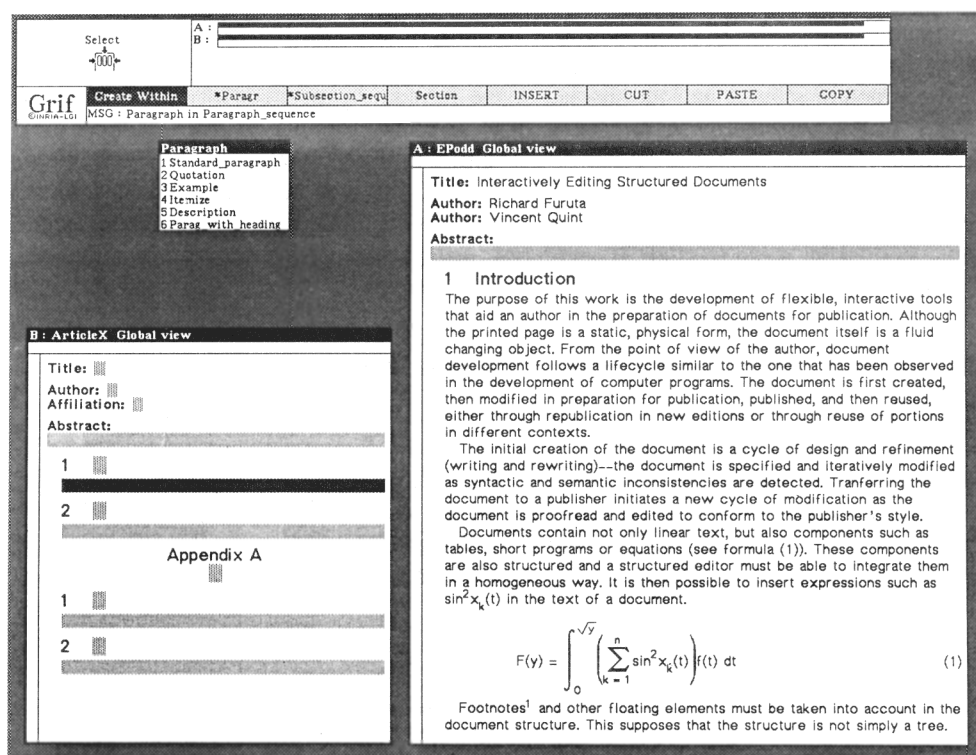 Select
A :
B :
Grif
©INRIA-LGI
Create Within
*Paragr
*Subsection_sequ
Section
INSERT
CUT
PASTE
COPY
MSG : Paragraph in Paragraph_sequence
Paragraph
1 Standard_paragraph
2 Quotation
3 Example
4 Itemize
5 Description
6 Parag_with_heading
B : ArticleX Global view
Title:
Author:
Affiliation:
Abstract:
1
2
Appendix A
1
2
A : EPodd Global view
Title: Interactively Editing Structured Documents
Author: Richard Furuta
Author: Vincent Quint
Abstract:
1 Introduction
The purpose of this work is the development of flexible, interactive tools
that aid an author in the preparation of documents for publication. Although
the printed page is a static, physical form, the document itself is a fluid
changing object. From the point of view of the author, document
development follows a lifecycle similar to the one that has been observed
in the development of computer programs. The document is first created,
then modified in preparation for publication, published, and then reused,
either through republication in new editions or through reuse of portions
in different contexts.
The initial creation of the document is a cycle of design and refinement
(writing and rewriting)--the document is specified and iteratively modified
as syntactic and semantic inconsistencies are detected. Tranferring the
document to a publisher initiates a new cycle of modification as the
document is proofread and edited to conform to the publisher's style.
Documents contain not only linear text, but also components such as
tables, short programs or equations (see formula (1)). These components
are also structured and a structured editor must be able to integrate them
in a homogeneous way. It is then possible to insert expressions such as
sin²xₖ(t) in the text of a document.
F(y) = ∫₀^√y (∑ₖ₌₁ⁿ sin²xₖ(t)) f(t) dt (1)
Footnotes¹ and other floating elements must be taken into account in the
document structure. This supposes that the structure is not simply a tree.